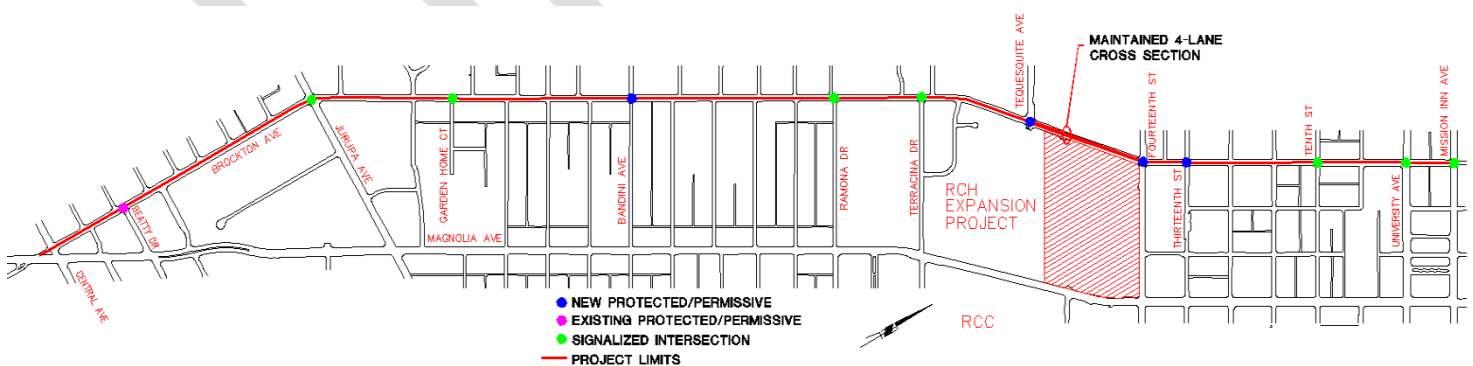 MAINTAINED 4-LANE
CROSS SECTION
TEQUESQUITE AVE
FOURTEENTH ST
TENTH ST
MISSION INN AVE
BROCKTON AVE
JURUPA AVE
GARDEN HOME CT
BANDINI AVE
RAMONA DR
TERRACINA DR
RCH
EXPANSION
PROJECT
THIRTEENTH ST
UNIVERSITY AVE
BEATTY DR
MAGNOLIA AVE
CENTRAL AVE
NEW PROTECTED/PERMISSIVE
EXISTING PROTECTED/PERMISSIVE
SIGNALIZED INTERSECTION
PROJECT LIMITS
RCC